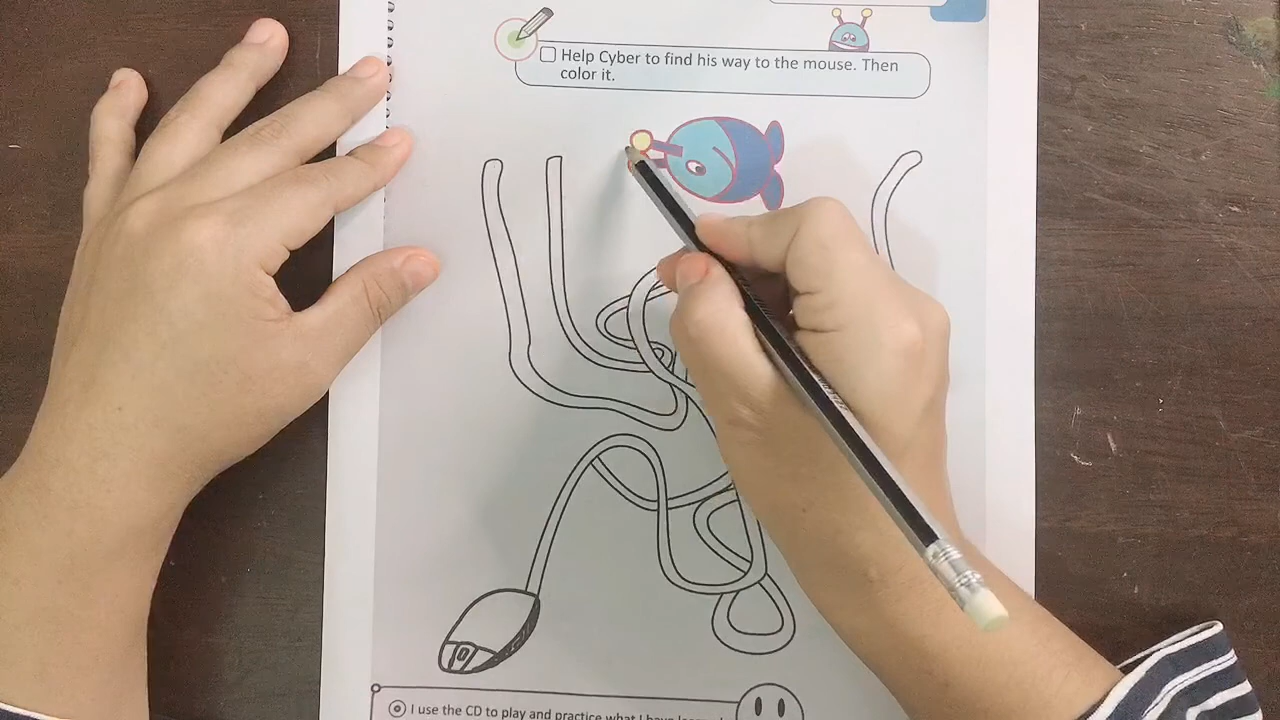 Help Cyber to find his way to the mouse. Then
color it.
I use the CD to play and practice what I have